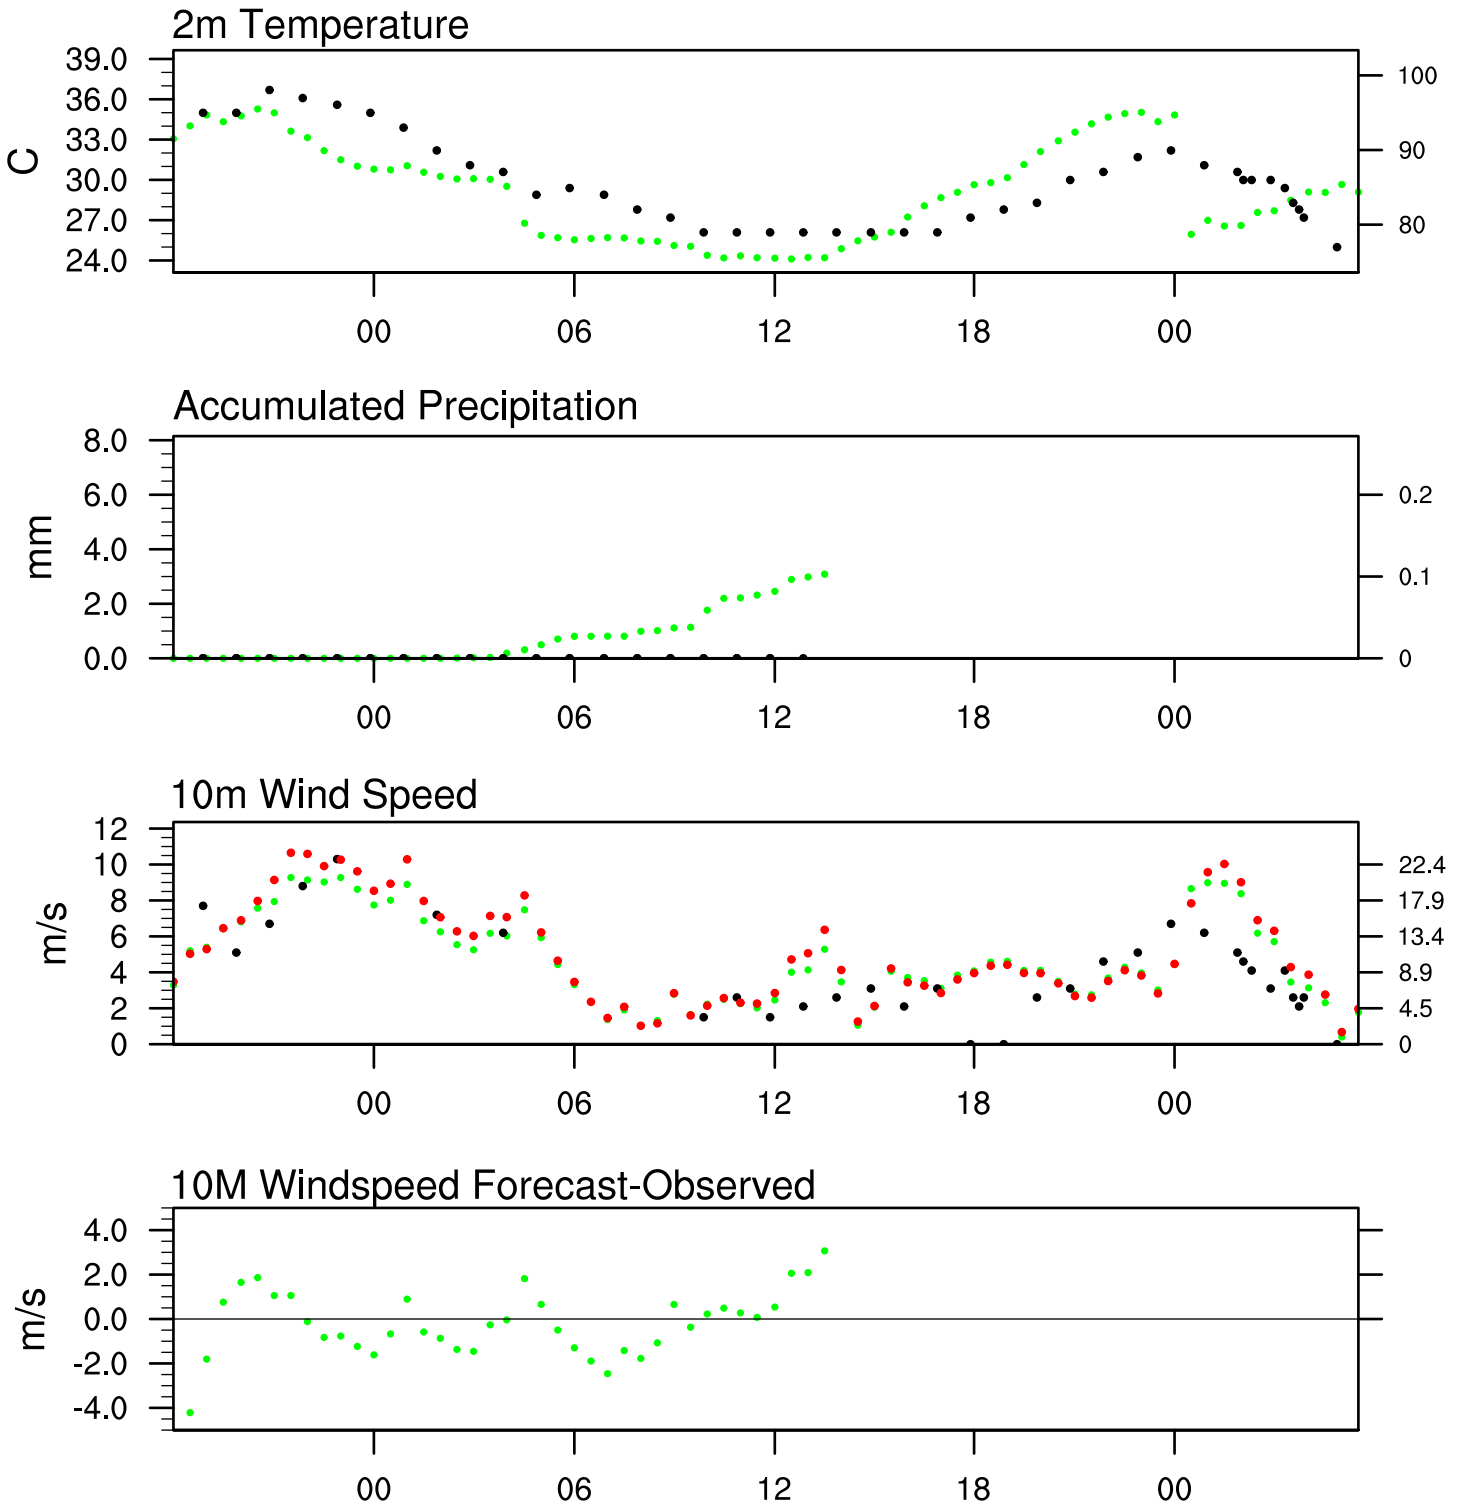 2m Temperature
39.0
36.0
33.0
30.0
27.0
24.0
C
100
90
80
00 06 12 18 00
Accumulated Precipitation
8.0
6.0
4.0
2.0
0.0
mm
0.2
0.1
0
00 06 12 18 00
10m Wind Speed
12
10
8
6
4
2
0
m/s
22.4
17.9
13.4
8.9
4.5
0
00 06 12 18 00
10M Windspeed Forecast-Observed
4.0
2.0
0.0
-2.0
-4.0
m/s
00 06 12 18 00